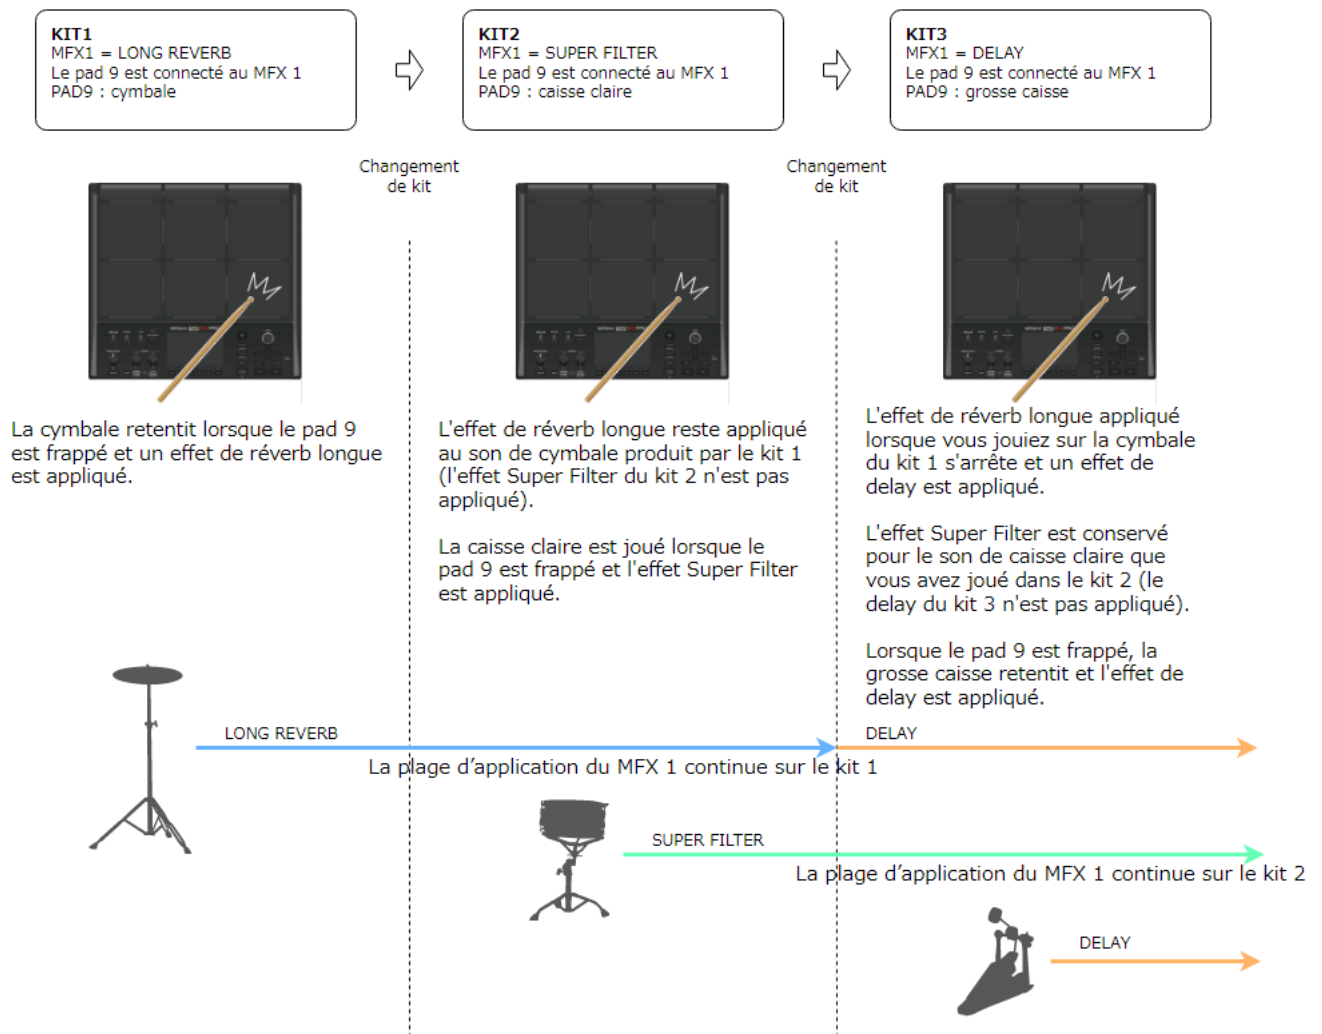 KIT1
MFX1 = LONG REVERB
Le pad 9 est connecté au MFX 1
PAD9 : cymbale
KIT2
MFX1 = SUPER FILTER
Le pad 9 est connecté au MFX 1
PAD9 : caisse claire
KIT3
MFX1 = DELAY
Le pad 9 est connecté au MFX 1
PAD9 : grosse caisse
Changement
de kit
Changement
de kit
La cymbale retentit lorsque le pad 9
est frappé et un effet de réverb longue
est appliqué.
L'effet de réverb longue reste appliqué
au son de cymbale produit par le kit 1
(l'effet Super Filter du kit 2 n'est pas
appliqué).
La caisse claire est joué lorsque le
pad 9 est frappé et l'effet Super Filter
est appliqué.
L'effet de réverb longue appliqué
lorsque vous jouiez sur la cymbale
du kit 1 s'arrête et un effet de
delay est appliqué.
L'effet Super Filter est conservé
pour le son de caisse claire que
vous avez joué dans le kit 2 (le
delay du kit 3 n'est pas appliqué).
Lorsque le pad 9 est frappé, la
grosse caisse retentit et l'effet de
delay est appliqué.
LONG REVERB
DELAY
La plage d’application du MFX 1 continue sur le kit 1
SUPER FILTER
La plage d’application du MFX 1 continue sur le kit 2
DELAY